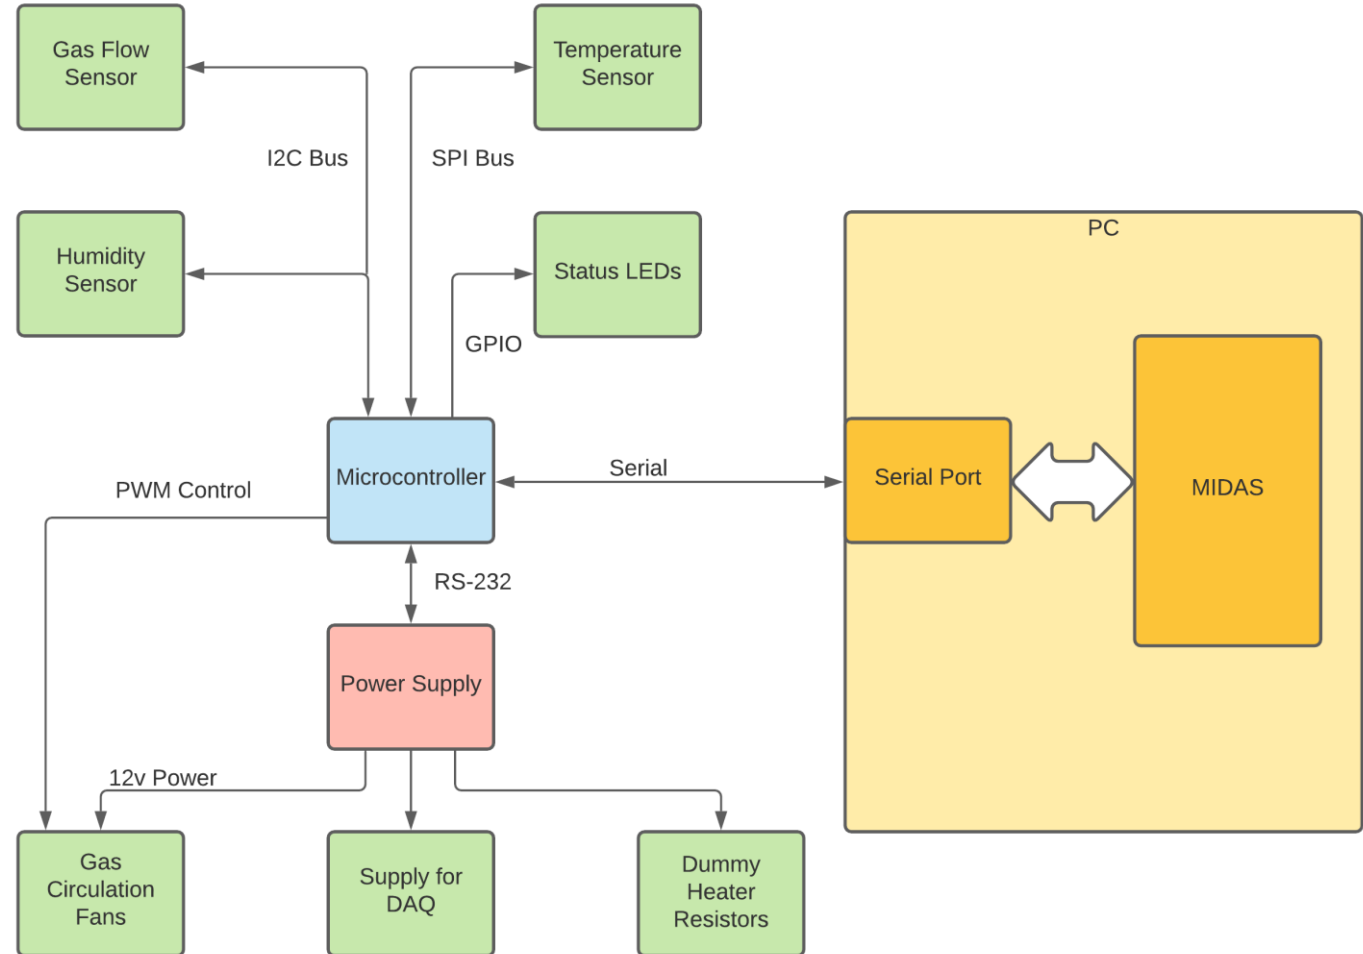 Gas Flow
Sensor
Temperature
Sensor
I2C Bus
SPI Bus
Humidity
Sensor
Status LEDs
PC
GPIO
Microcontroller
Serial
Serial Port
MIDAS
PWM Control
RS-232
Power Supply
12v Power
Gas
Circulation
Fans
Supply for
DAQ
Dummy
Heater
Resistors